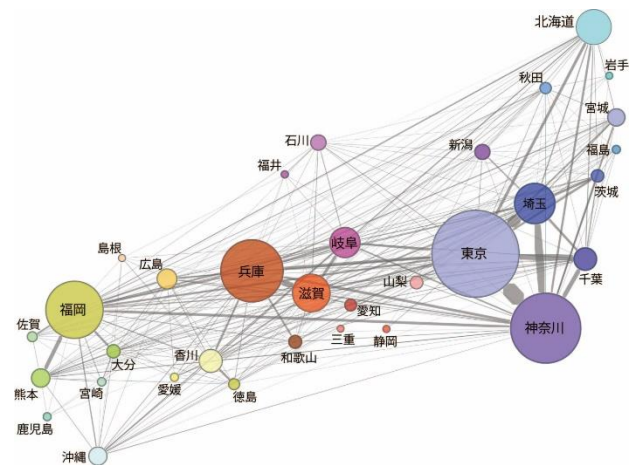 北海道
岩手
秋田
宮城
石川
新潟
福島
福井
茨城
埼玉
岐阜
島根
広島
兵庫
東京
千葉
山梨
滋賀
福岡
愛知
佐賀
神奈川
三重
静岡
和歌山
香川
大分
熊本
宮崎
愛媛
徳島
鹿児島
沖縄